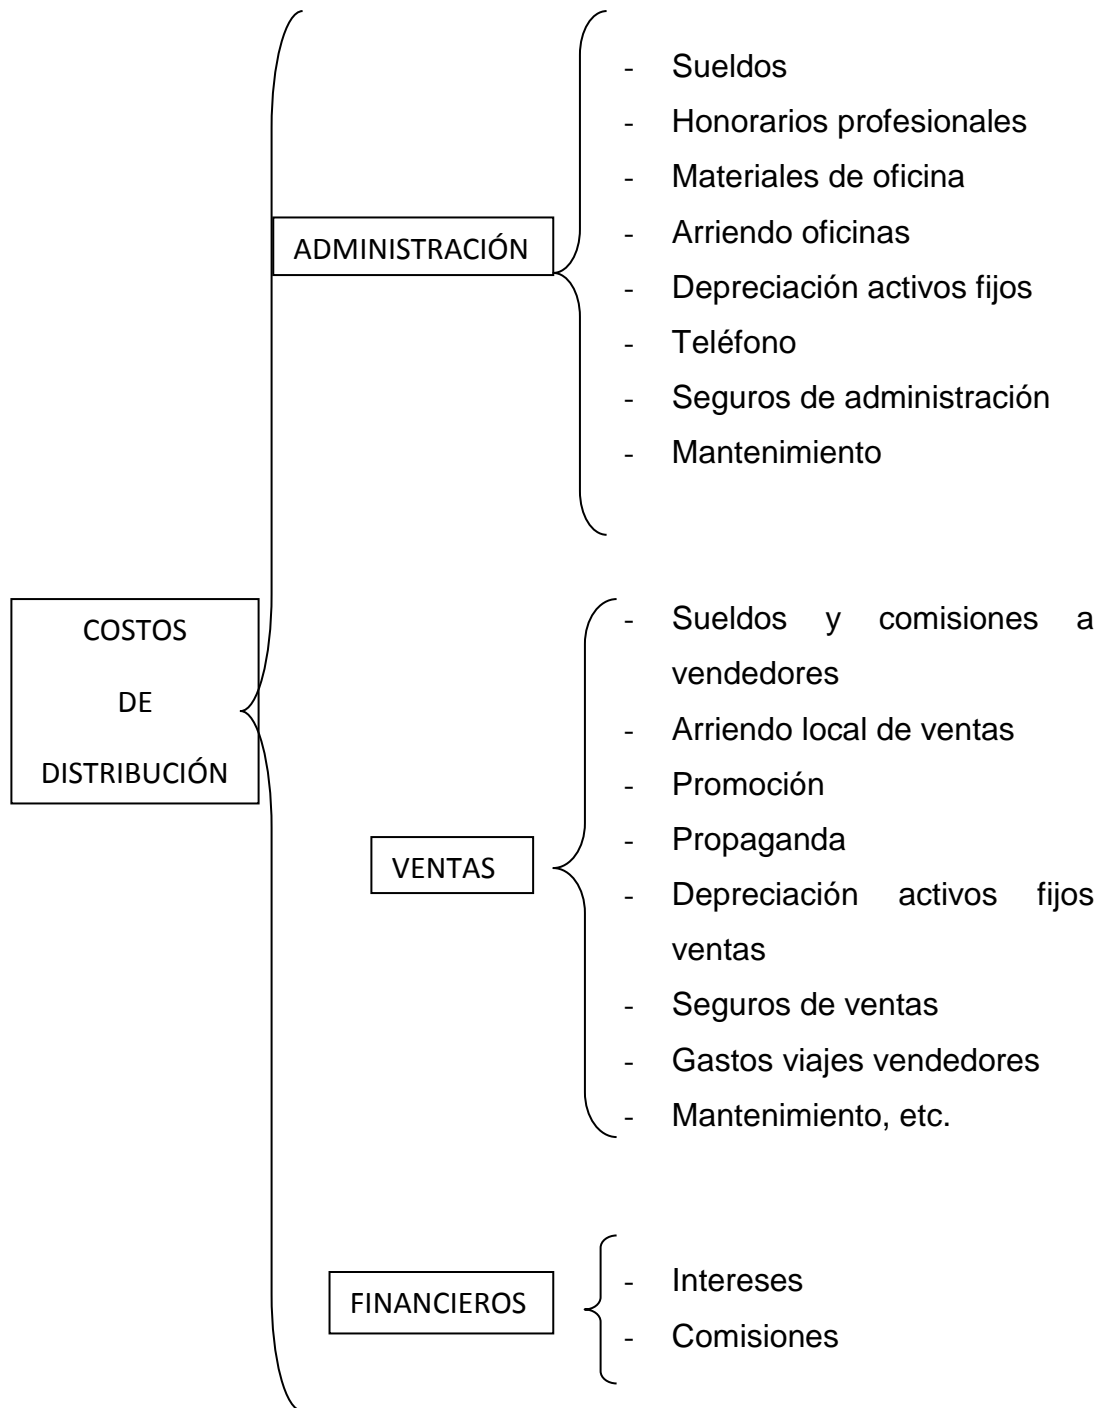 ADMINISTRACIÓN
- Sueldos
- Honorarios profesionales
- Materiales de oficina
- Arriendo oficinas
- Depreciación activos fijos
- Teléfono
- Seguros de administración
- Mantenimiento
COSTOS
DE
DISTRIBUCIÓN
VENTAS
- Sueldos y comisiones a
vendedores
- Arriendo local de ventas
- Promoción
- Propaganda
- Depreciación activos fijos
ventas
- Seguros de ventas
- Gastos viajes vendedores
- Mantenimiento, etc.
FINANCIEROS
- Intereses
- Comisiones